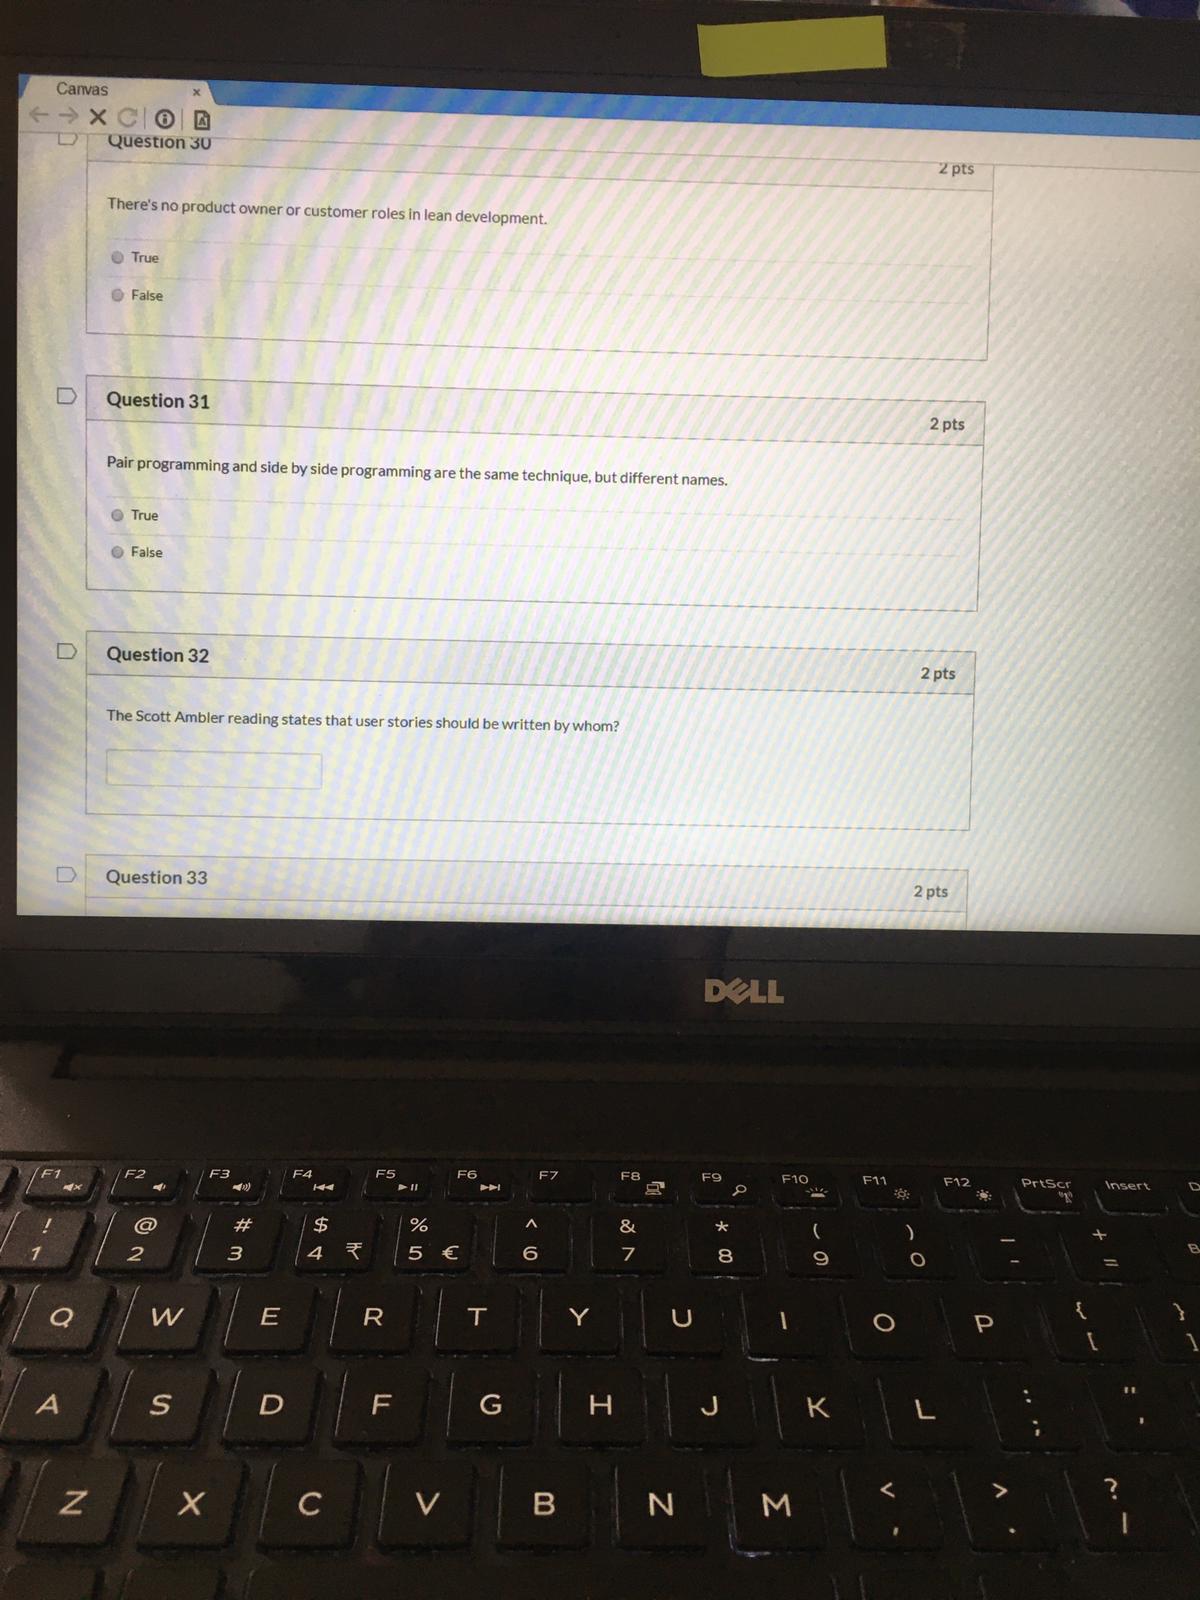 Canvas x
Question 30
2 pts
There's no product owner or customer roles in lean development.
True
False
Question 31
2 pts
Pair programming and side by side programming are the same technique, but different names.
True
False
Question 32
2 pts
The Scott Ambler reading states that user stories should be written by whom?
Question 33
2 pts
DELL
F1 F2 F3 F4 F5 F6 F7 F8 F9 F10 F11 F12 PrtScr Insert
! @ # $ % ^ & * ( ) _ +
1 2 3 4 ₹ 5 € 6 7 8 9 0 - =
Q W E R T Y U I O P { }
[ ]
A S D F G H J K L : "
; '
Z X C V B N M < > ?
, . /